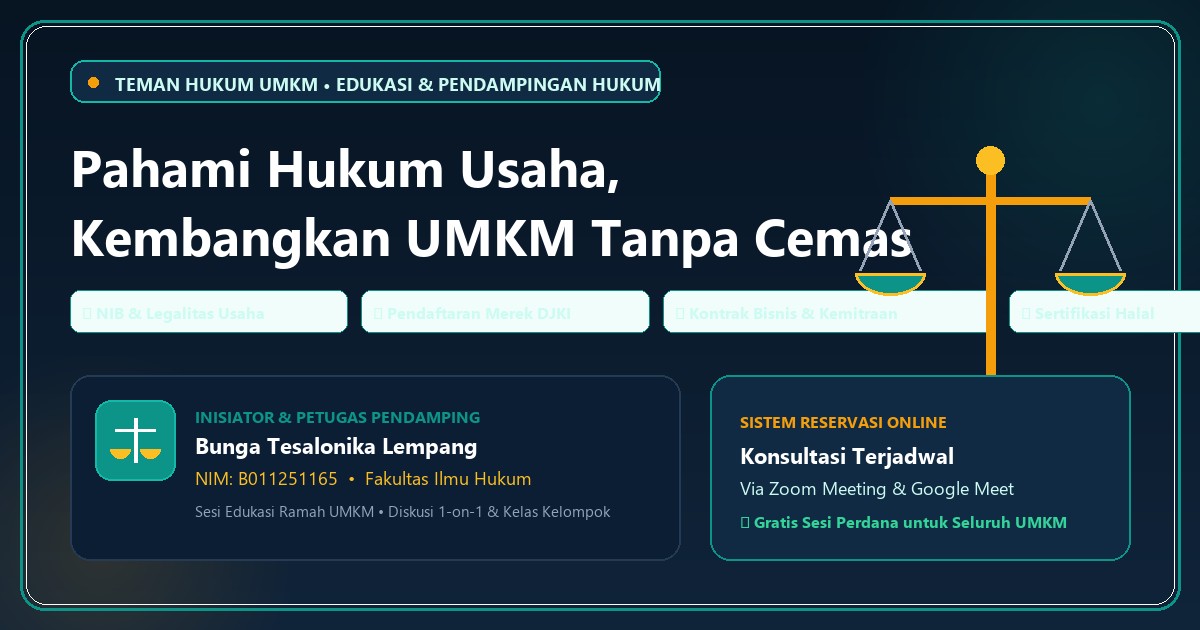 TEMAN HUKUM UMKM • EDUKASI & PENDAMPINGAN HUKUM
Pahami Hukum Usaha,
Kembangkan UMKM Tanpa Cemas
NIB & Legalitas Usaha
Pendaftaran Merek DJKI
Kontrak Bisnis & Kemitraan
Sertifikasi Halal
INISIATOR & PETUGAS PENDAMPING
Bunga Tesalonika Lempang
NIM: B011251165 • Fakultas Ilmu Hukum
Sesi Edukasi Ramah UMKM • Diskusi 1-on-1 & Kelas Kelompok
SISTEM RESERVASI ONLINE
Konsultasi Terjadwal
Via Zoom Meeting & Google Meet
Gratis Sesi Perdana untuk Seluruh UMKM